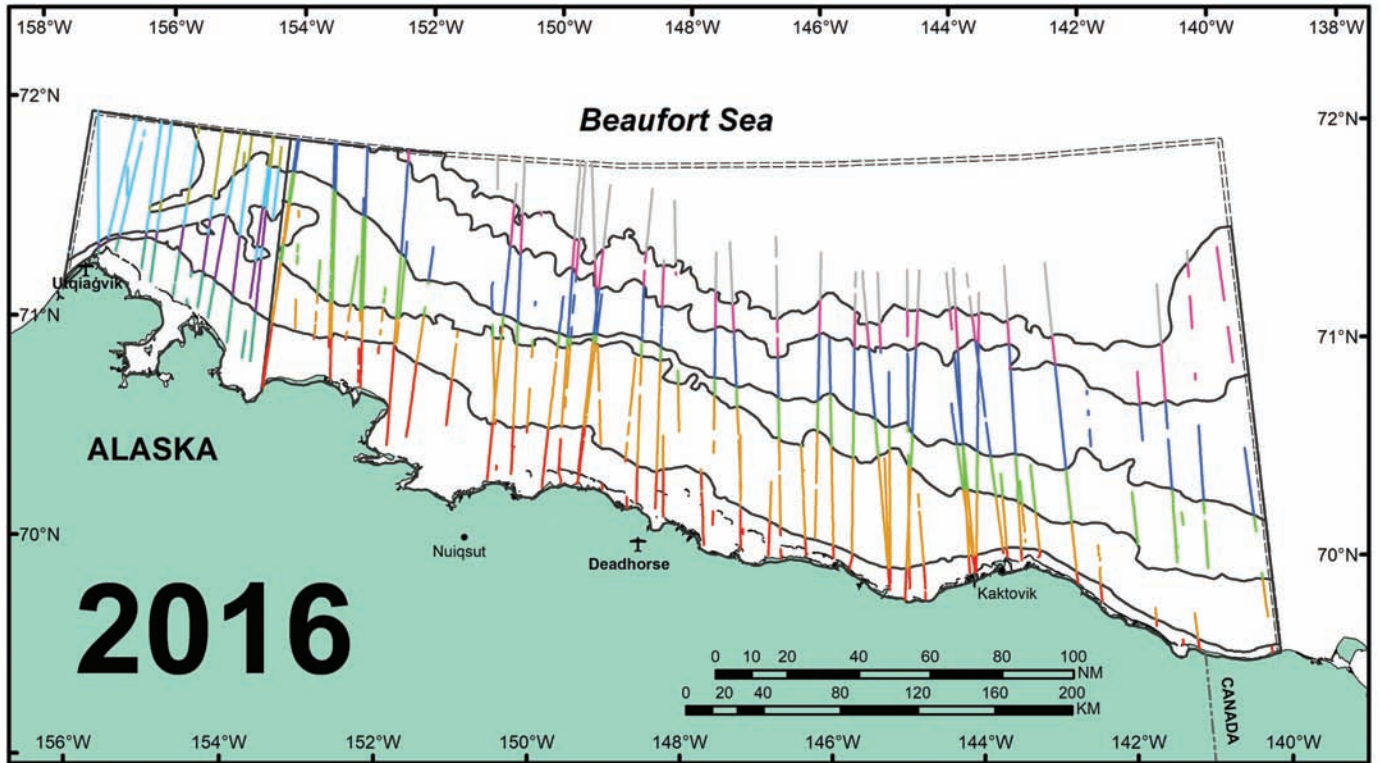 158°W 156°W 154°W 152°W 150°W 148°W 146°W 144°W 142°W 140°W 138°W
72°N 72°N
Beaufort Sea
Utqiaġvik
71°N 71°N
ALASKA
70°N 70°N
Nuiqsut
Deadhorse
Kaktovik
2016
0 10 20 40 60 80 100
NM
0 20 40 80 120 160 200
KM
CANADA
156°W 154°W 152°W 150°W 148°W 146°W 144°W 142°W 140°W